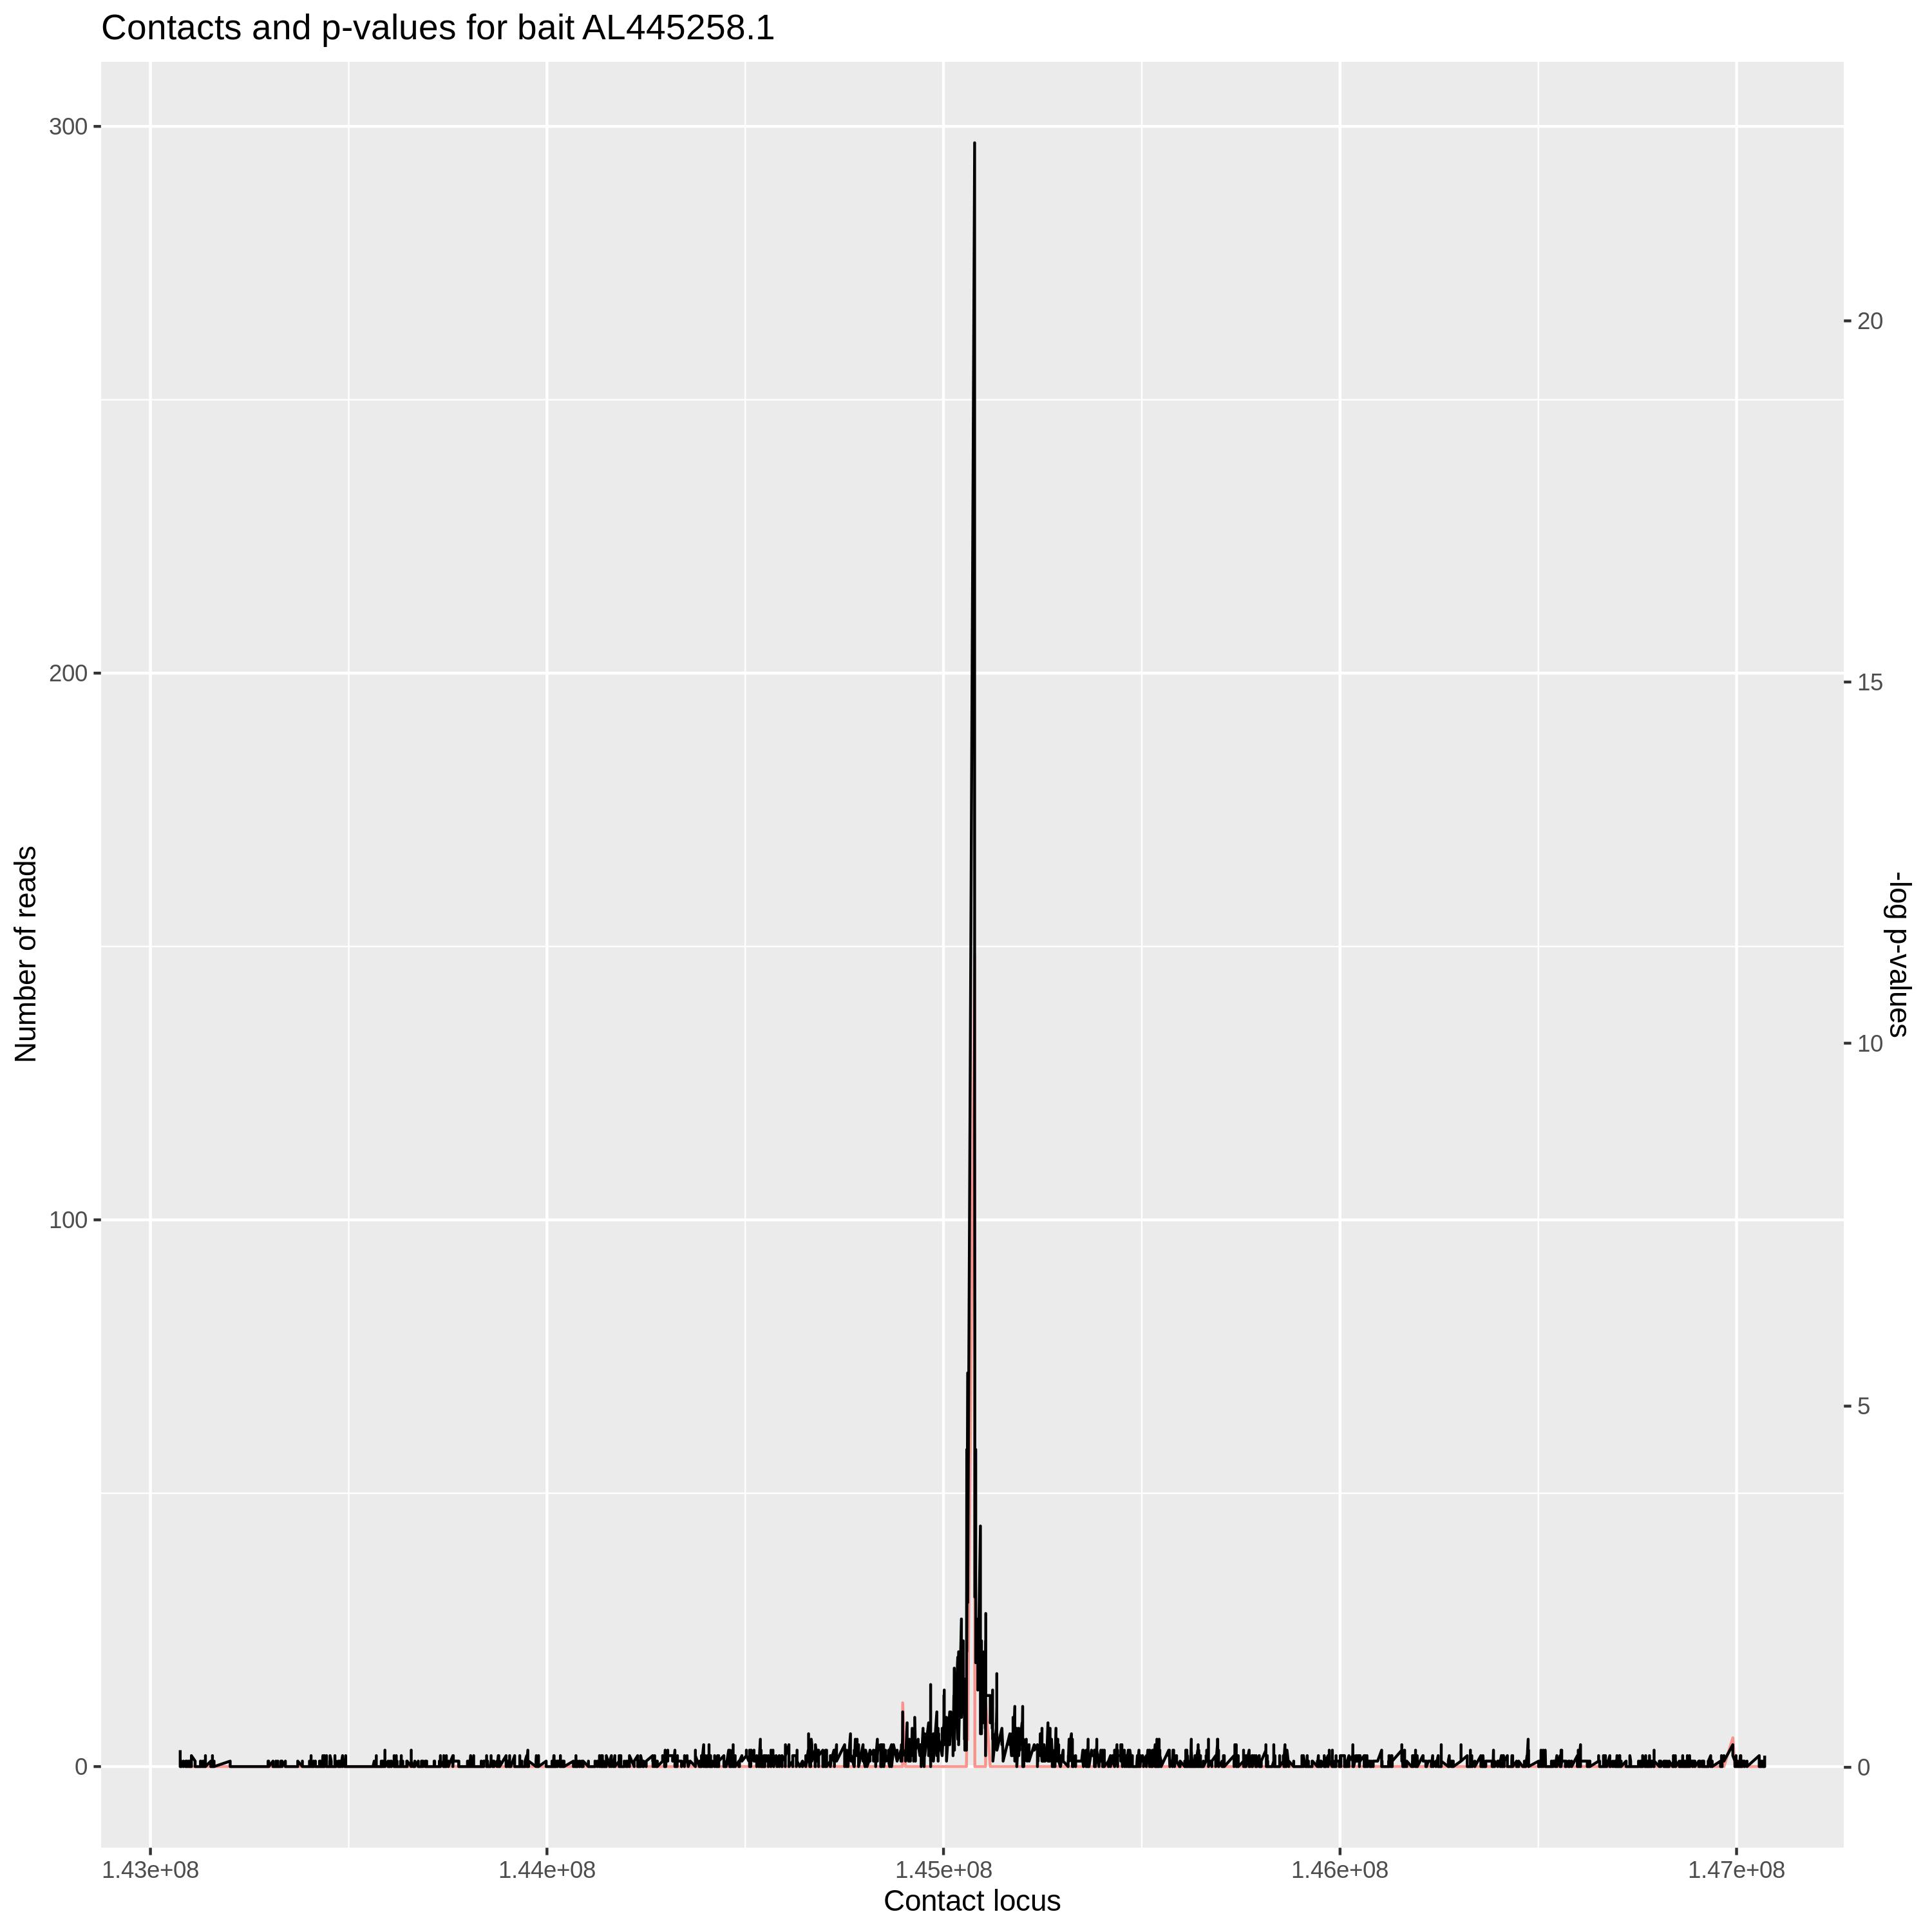 Contacts and p-values for bait AL445258.1
300
200
100
0
Number of reads
20
15
10
5
0
-log p-values
1.43e+08
1.44e+08
1.45e+08
1.46e+08
1.47e+08
Contact locus